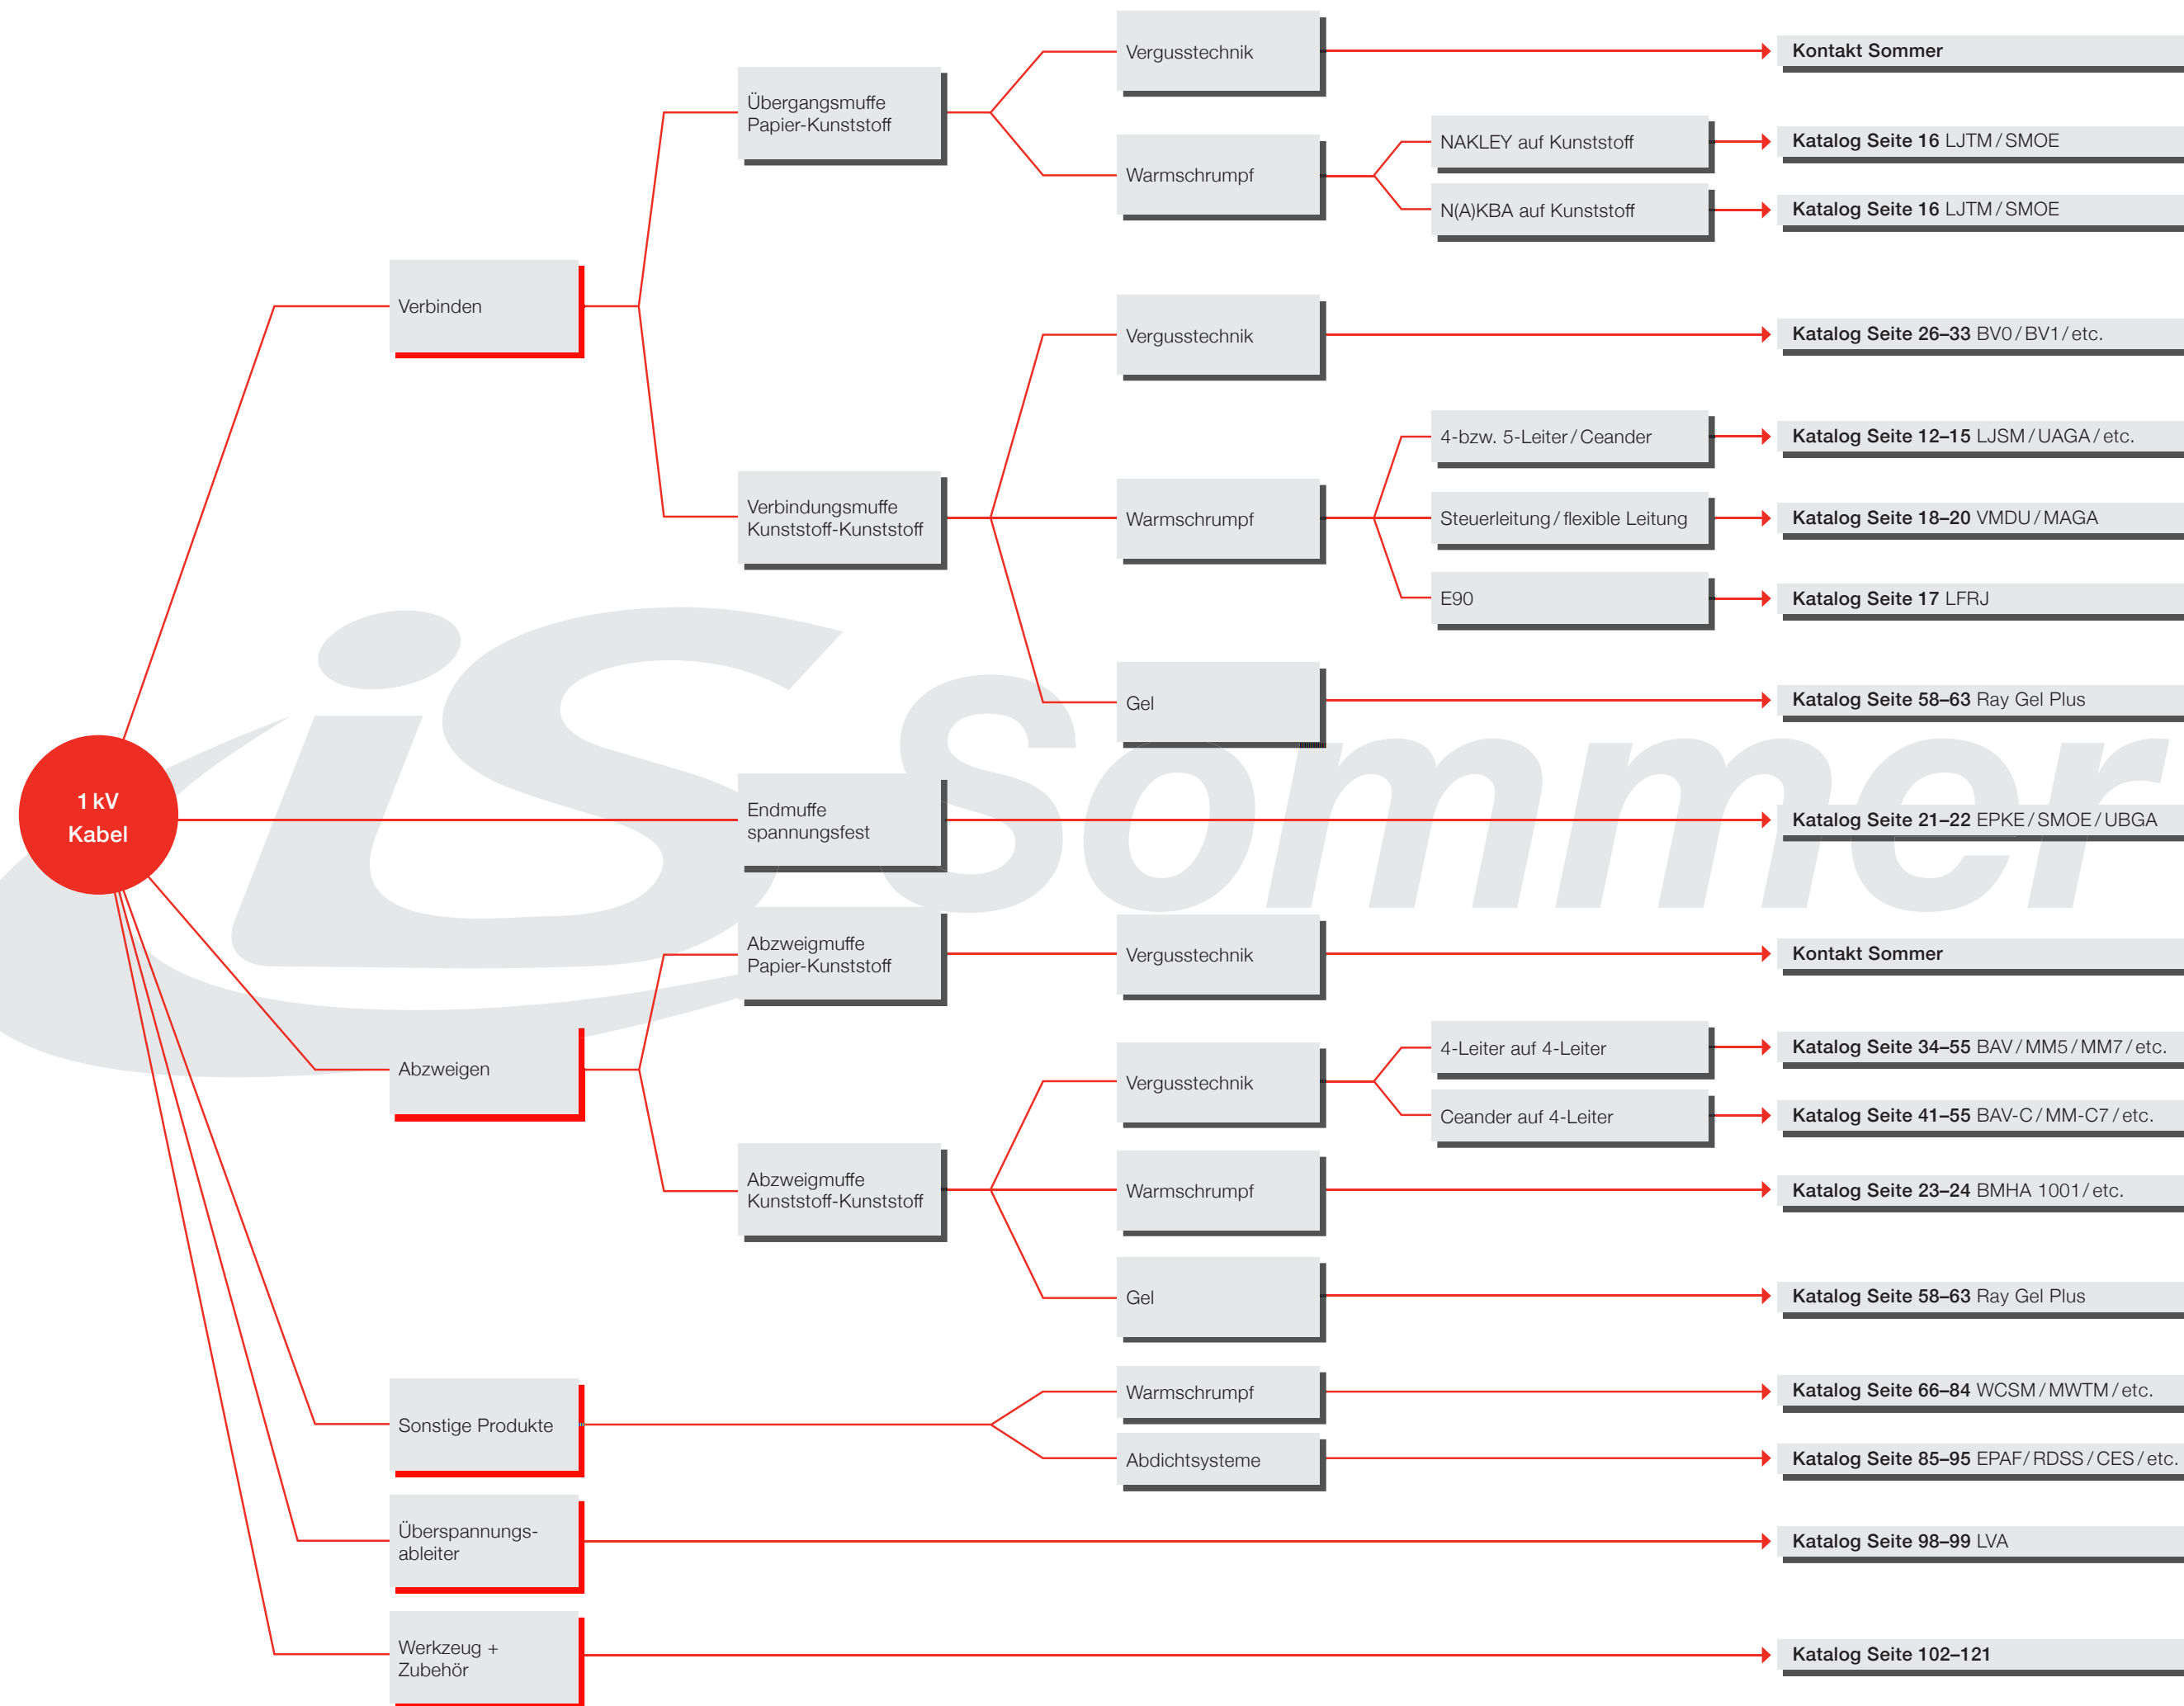 Vergusstechnik
Kontakt Sommer
Übergangsmuffe
Papier-Kunststoff
NAKLEY auf Kunststoff
Katalog Seite 16 LJTM / SMOE
Warmschrumpf
N(A)KBA auf Kunststoff
Katalog Seite 16 LJTM / SMOE
Verbinden
Vergusstechnik
Katalog Seite 26–33 BV0 / BV1 / etc.
4-bzw. 5-Leiter / Ceander
Katalog Seite 12–15 LJSM / UAGA / etc.
Verbindungsmuffe
Kunststoff-Kunststoff
Warmschrumpf
Steuerleitung / flexible Leitung
Katalog Seite 18–20 VMDU / MAGA
E90
Katalog Seite 17 LFRJ
Gel
Katalog Seite 58–63 Ray Gel Plus
iS Sommer
1 kV
Kabel
Endmuffe
spannungsfest
Katalog Seite 21–22 EPKE / SMOE / UBGA
Abzweigmuffe
Papier-Kunststoff
Vergusstechnik
Kontakt Sommer
Abzweigen
Vergusstechnik
4-Leiter auf 4-Leiter
Katalog Seite 34–55 BAV / MM5 / MM7 / etc.
Ceander auf 4-Leiter
Katalog Seite 41–55 BAV-C / MM-C7 / etc.
Abzweigmuffe
Kunststoff-Kunststoff
Warmschrumpf
Katalog Seite 23–24 BMHA 1001 / etc.
Gel
Katalog Seite 58–63 Ray Gel Plus
Sonstige Produkte
Warmschrumpf
Katalog Seite 66–84 WCSM / MWTM / etc.
Abdichtsysteme
Katalog Seite 85–95 EPAF / RDSS / CES / etc.
Überspannungs-
ableiter
Katalog Seite 98–99 LVA
Werkzeug +
Zubehör
Katalog Seite 102–121